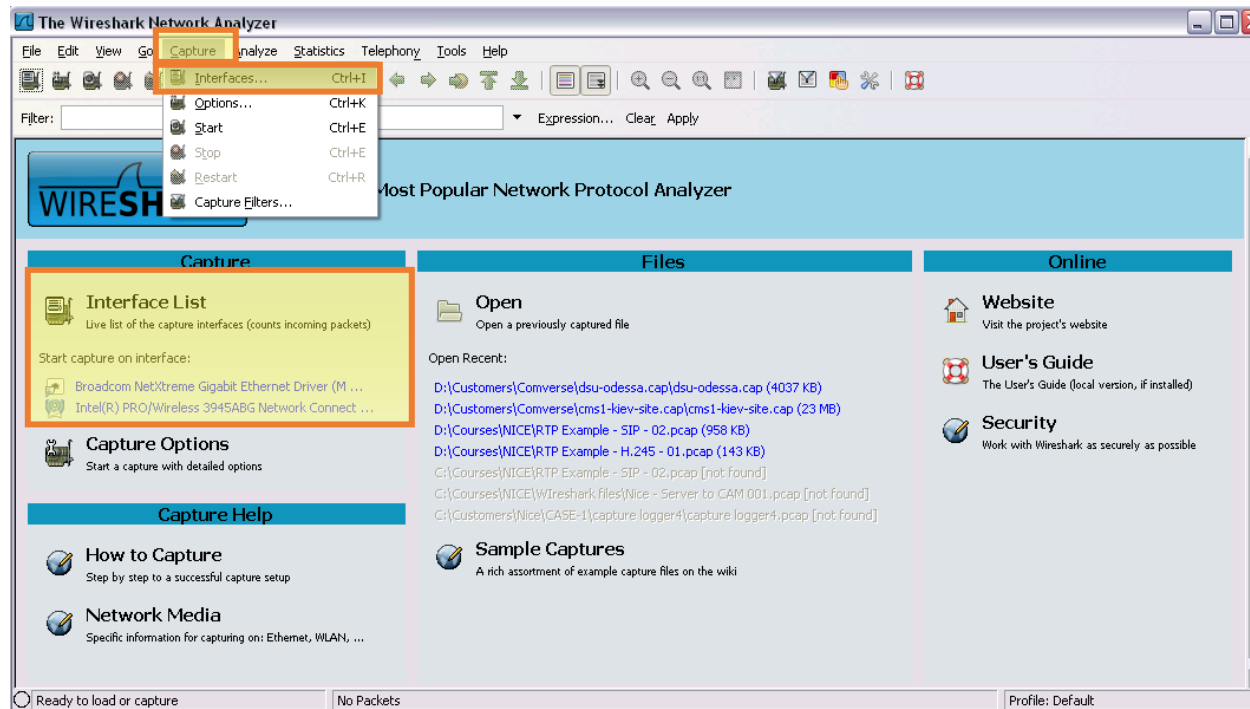 The Wireshark Network Analyzer
File Edit View Go Capture Analyze Statistics Telephony Tools Help
Interfaces... Ctrl+I
Options... Ctrl+K
Start Ctrl+E
Stop Ctrl+E
Restart Ctrl+R
Capture Filters...
Filter: Expression... Clear Apply
WIRESH
Most Popular Network Protocol Analyzer
Capture
Interface List
Live list of the capture interfaces (counts incoming packets)
Start capture on interface:
Broadcom NetXtreme Gigabit Ethernet Driver (M ...
Intel(R) PRO/Wireless 3945ABG Network Connect ...
Capture Options
Start a capture with detailed options
Capture Help
How to Capture
Step by step to a successful capture setup
Network Media
Specific information for capturing on: Ethernet, WLAN, ...
Files
Open
Open a previously captured file
Open Recent:
D:\Customers\Comverse\dsu-odessa.cap\dsu-odessa.cap (4037 KB)
D:\Customers\Comverse\cms1-kiev-site.cap\cms1-kiev-site.cap (23 MB)
D:\Courses\NICE\RTP Example - SIP - 02.pcap (958 KB)
D:\Courses\NICE\RTP Example - H.245 - 01.pcap (143 KB)
C:\Courses\NICE\RTP Example - SIP - 02.pcap [not found]
C:\Courses\NICE\WIreshark files\Nice - Server to CAM 001.pcap [not found]
C:\Customers\Nice\CASE-1\capture logger4\capture logger4.pcap [not found]
Sample Captures
A rich assortment of example capture files on the wiki
Online
Website
Visit the project's website
User's Guide
The User's Guide (local version, if installed)
Security
Work with Wireshark as securely as possible
Ready to load or capture
No Packets
Profile: Default